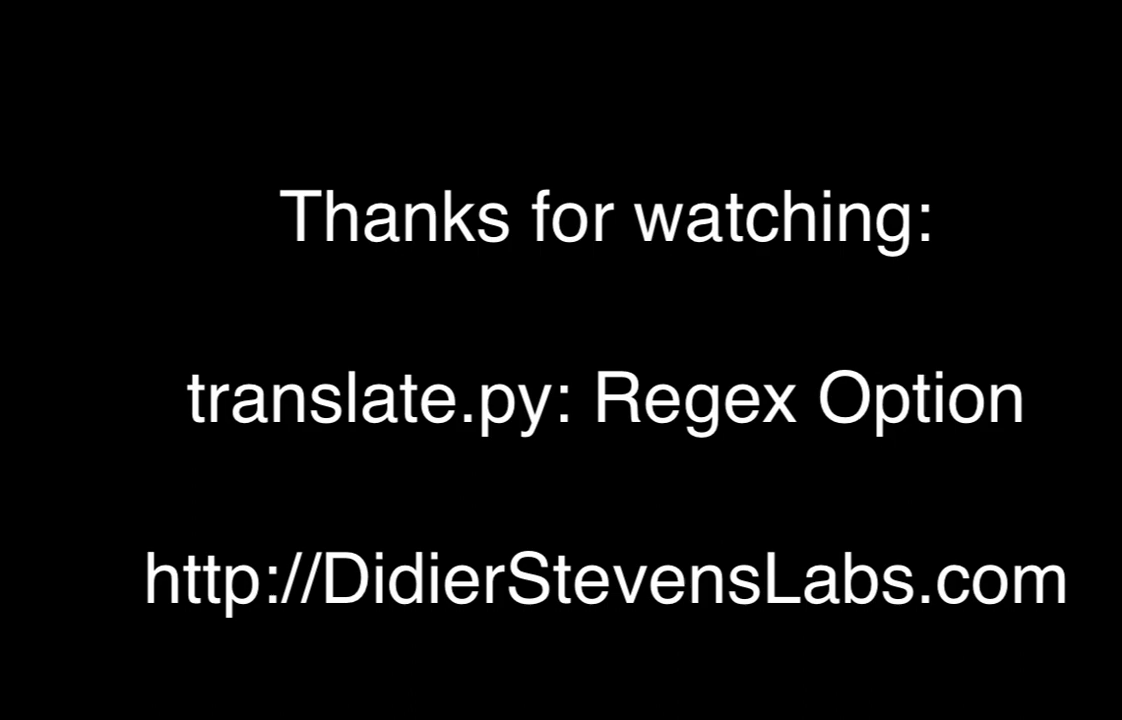 Thanks for watching:
translate.py: Regex Option
http://DidierStevensLabs.com